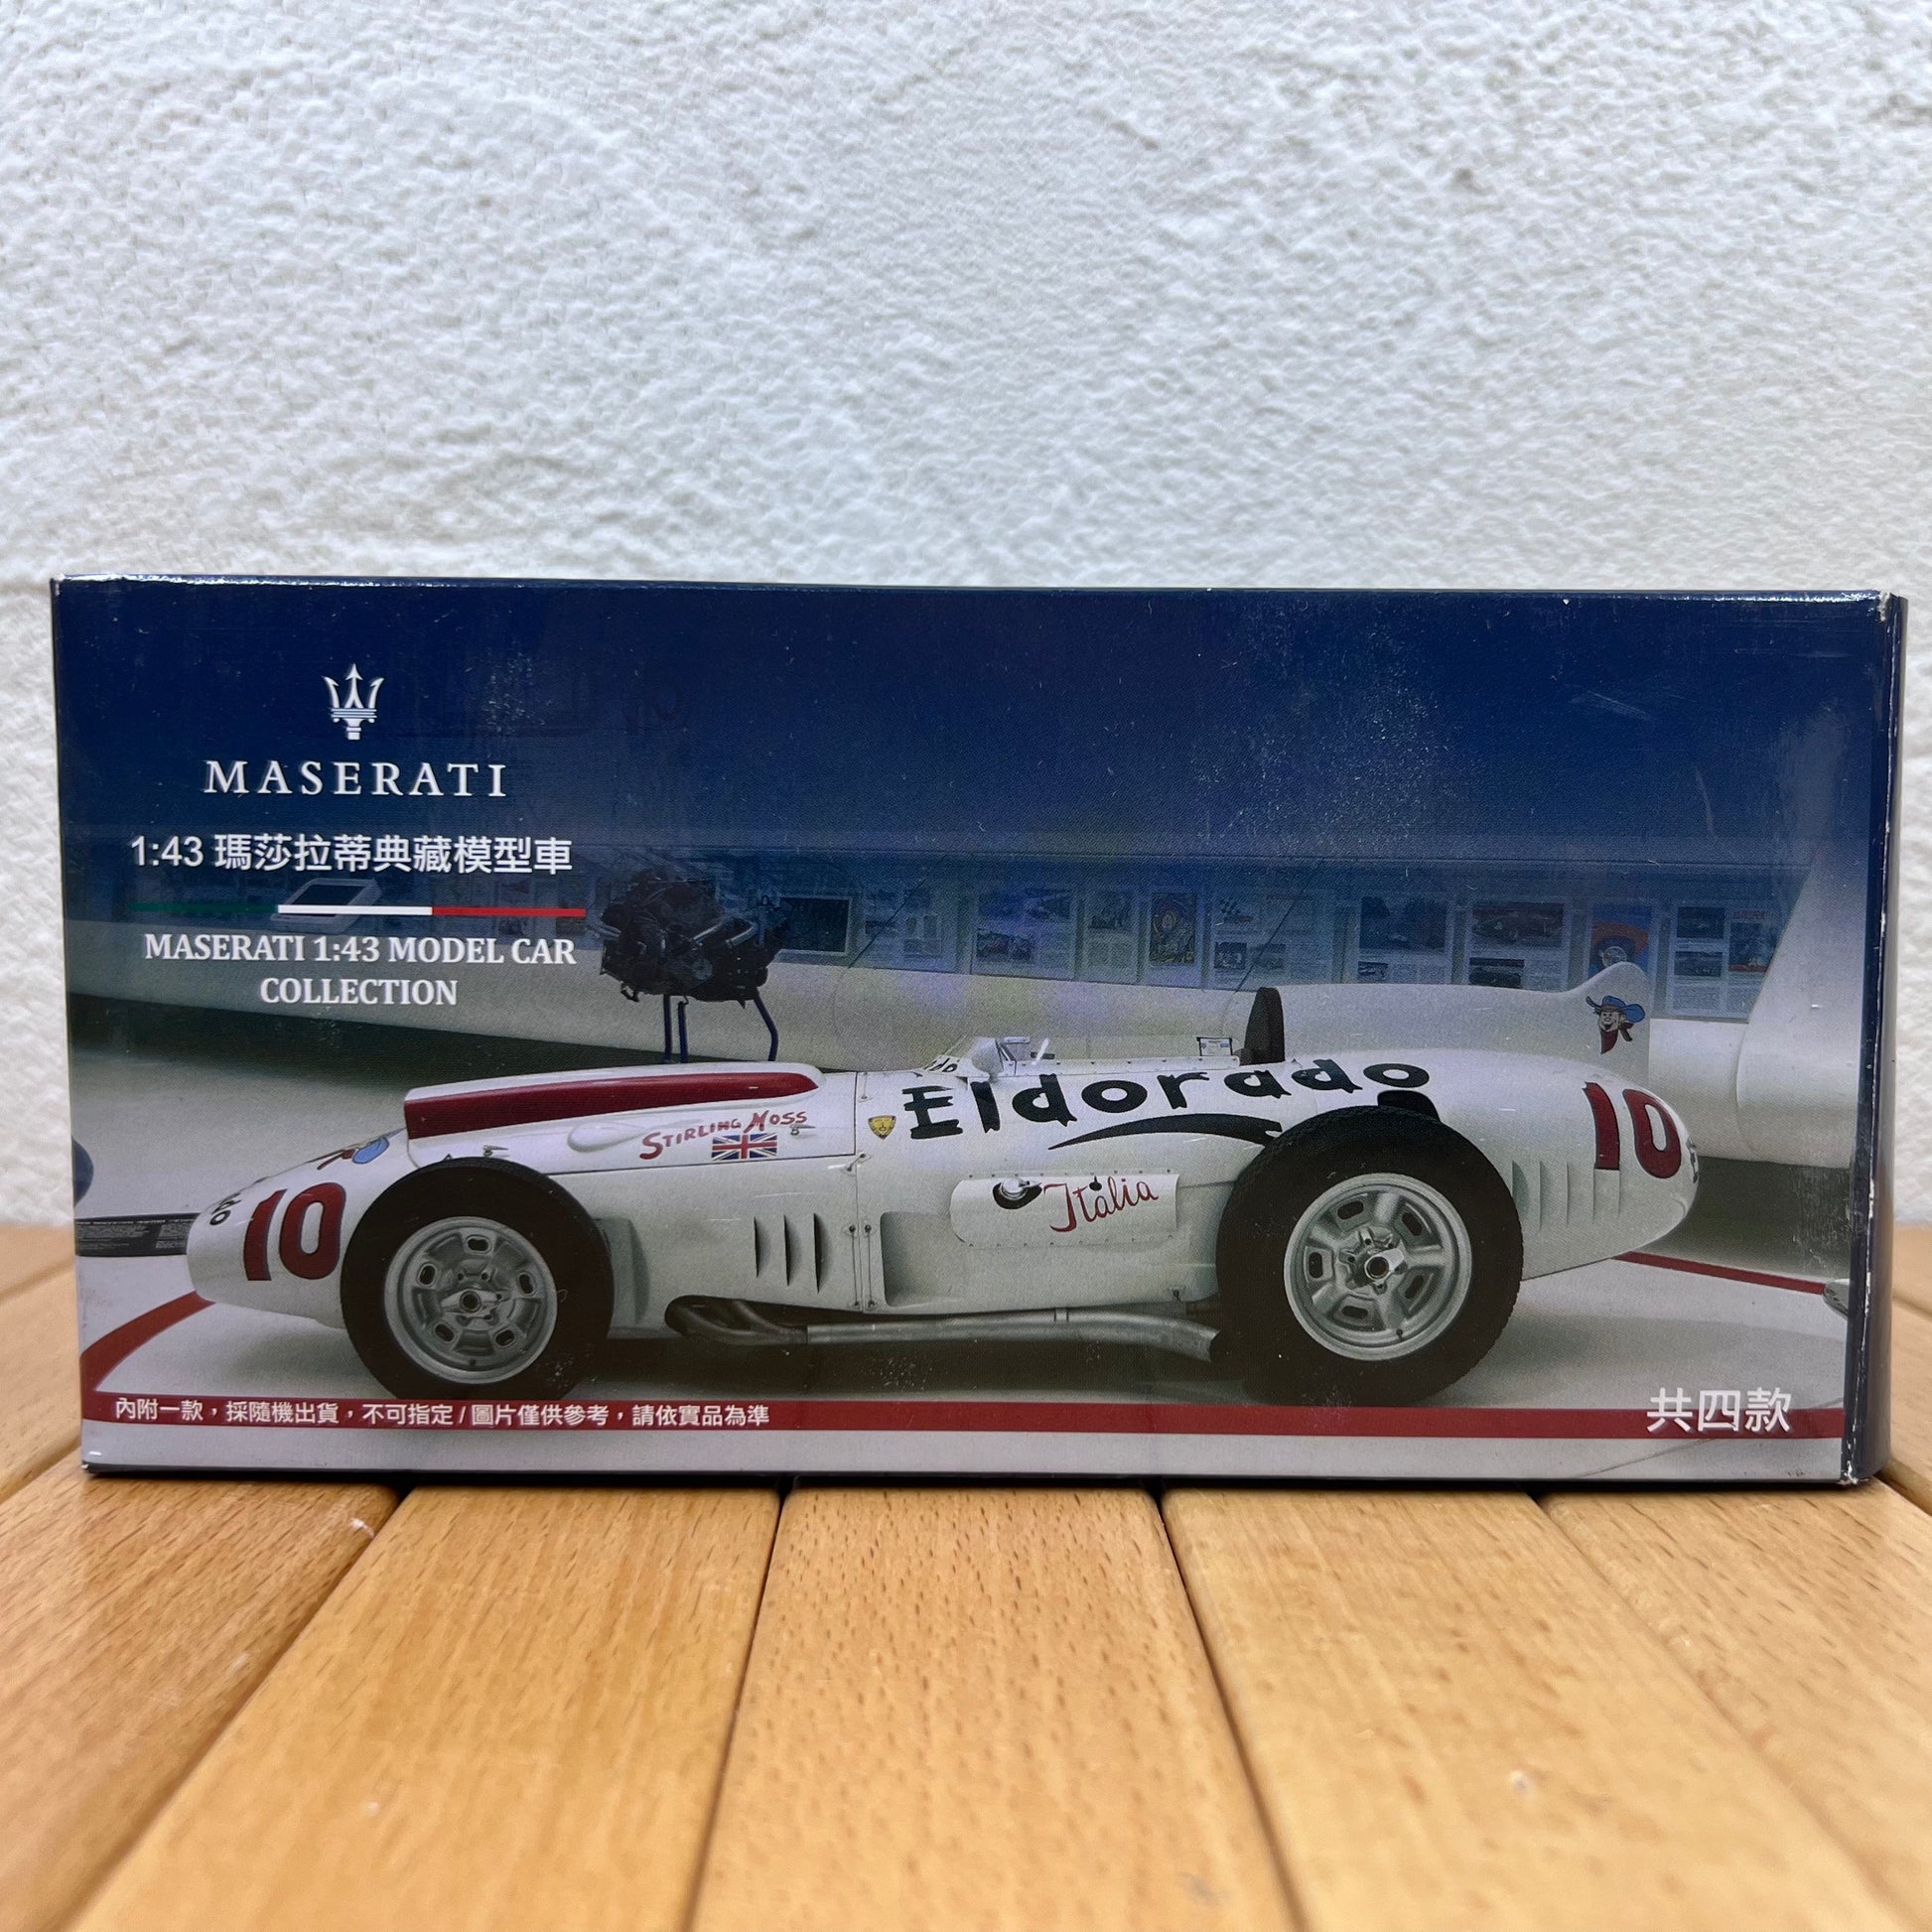 MASERATI
1:43 瑪莎拉蒂典藏模型車
MASERATI 1:43 MODEL CAR
COLLECTION
Eldorado
STIRLING MOSS
Italia
10
10
內附一款，採隨機出貨，不可指定/圖片僅供參考，請依實品為準
共四款